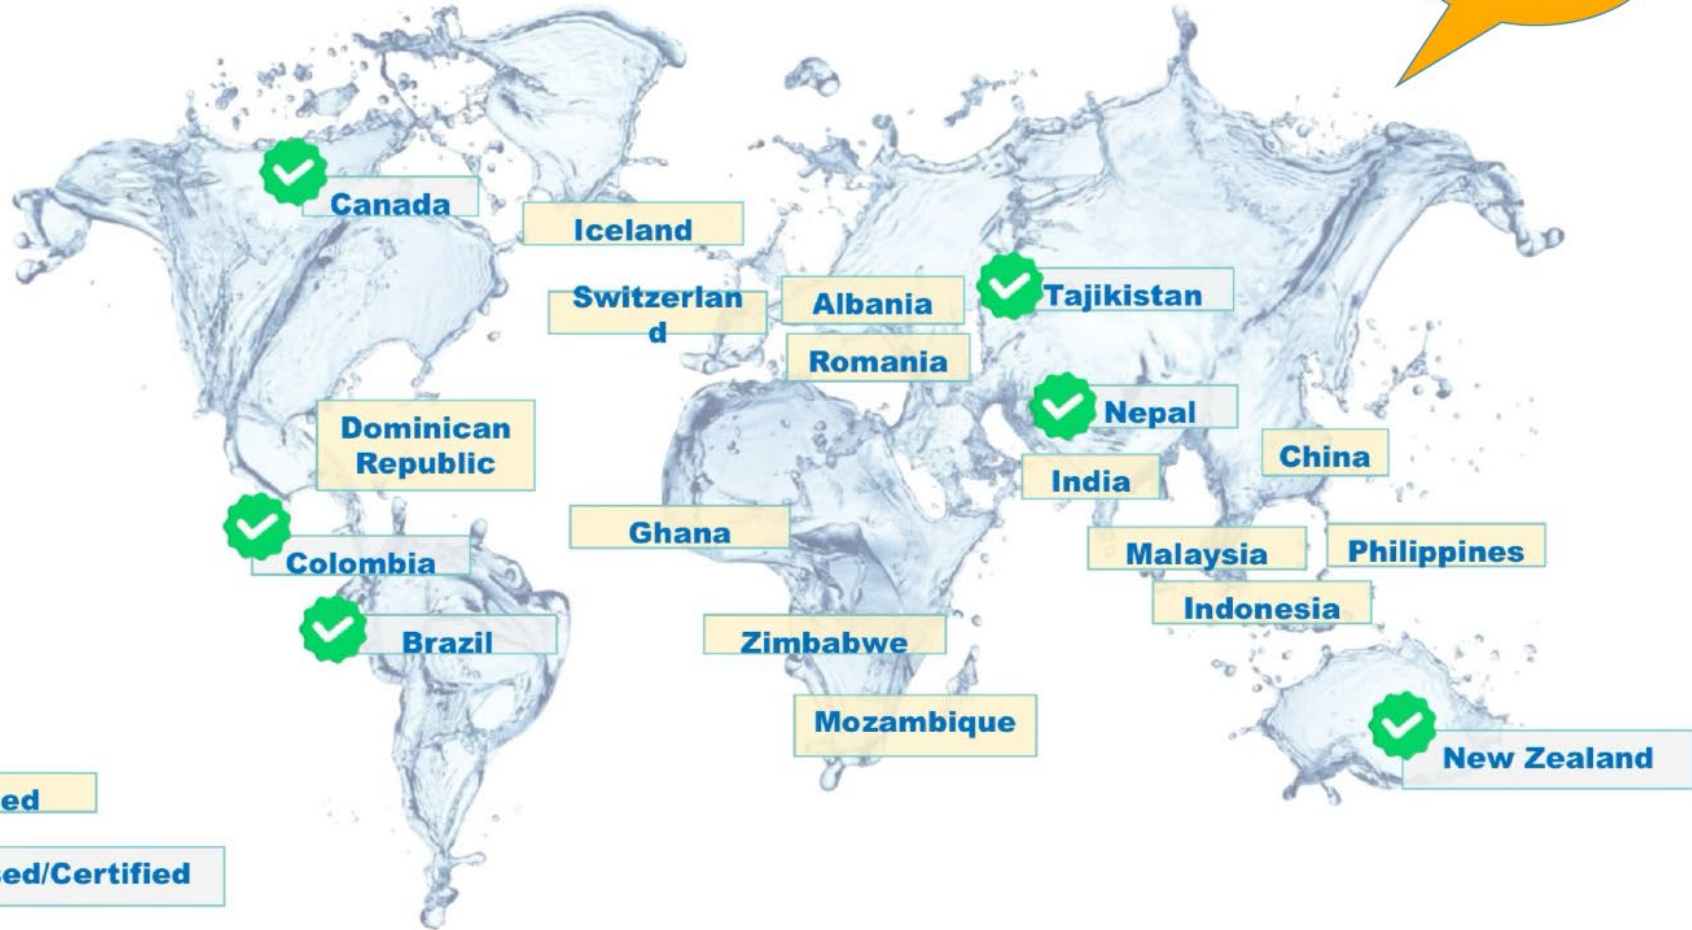 Canada
Iceland
Switzerlan
d
Albania
Tajikistan
Romania
Dominican
Republic
Nepal
China
India
Colombia
Ghana
Malaysia
Philippines
Indonesia
Brazil
Zimbabwe
Mozambique
New Zealand
ed
sed/Certified